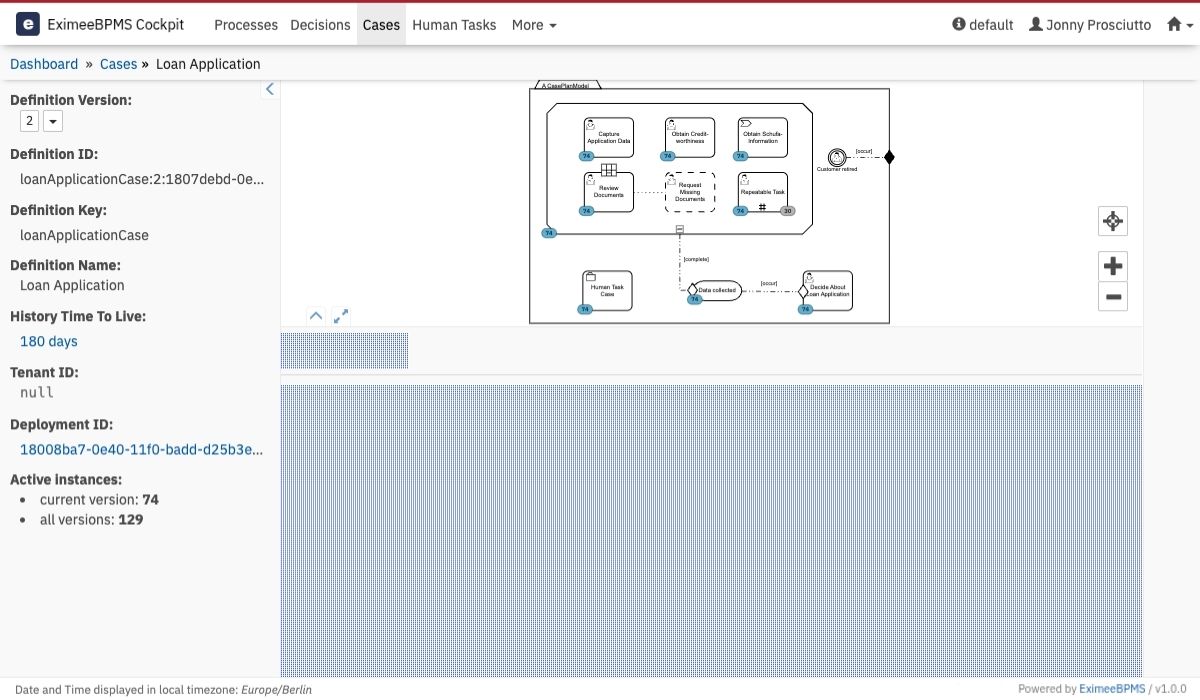 e EximeeBPMS Cockpit Processes Decisions Cases Human Tasks More default Jonny Prosciutto
Dashboard » Cases » Loan Application
Definition Version:
2
Definition ID:
loanApplicationCase:2:1807debd-0e...
Definition Key:
loanApplicationCase
Definition Name:
Loan Application
History Time To Live:
180 days
Tenant ID:
null
Deployment ID:
18008ba7-0e40-11f0-badd-d25b3e...
Active instances:
current version: 74
all versions: 129
A CasePlanModel
Capture
Application Data
74
Obtain Credit-
worthiness
74
Obtain Schufa-
Information
74
Review
Documents
74
Request
Missing
Documents
Repeatable Task
74
30
74
[occur]
Customer retired
[complete]
Human Task
Case
74
Data collected
74
[occur]
Decide About
Loan Application
74
Date and Time displayed in local timezone: Europe/Berlin
Powered by EximeeBPMS / v1.0.0